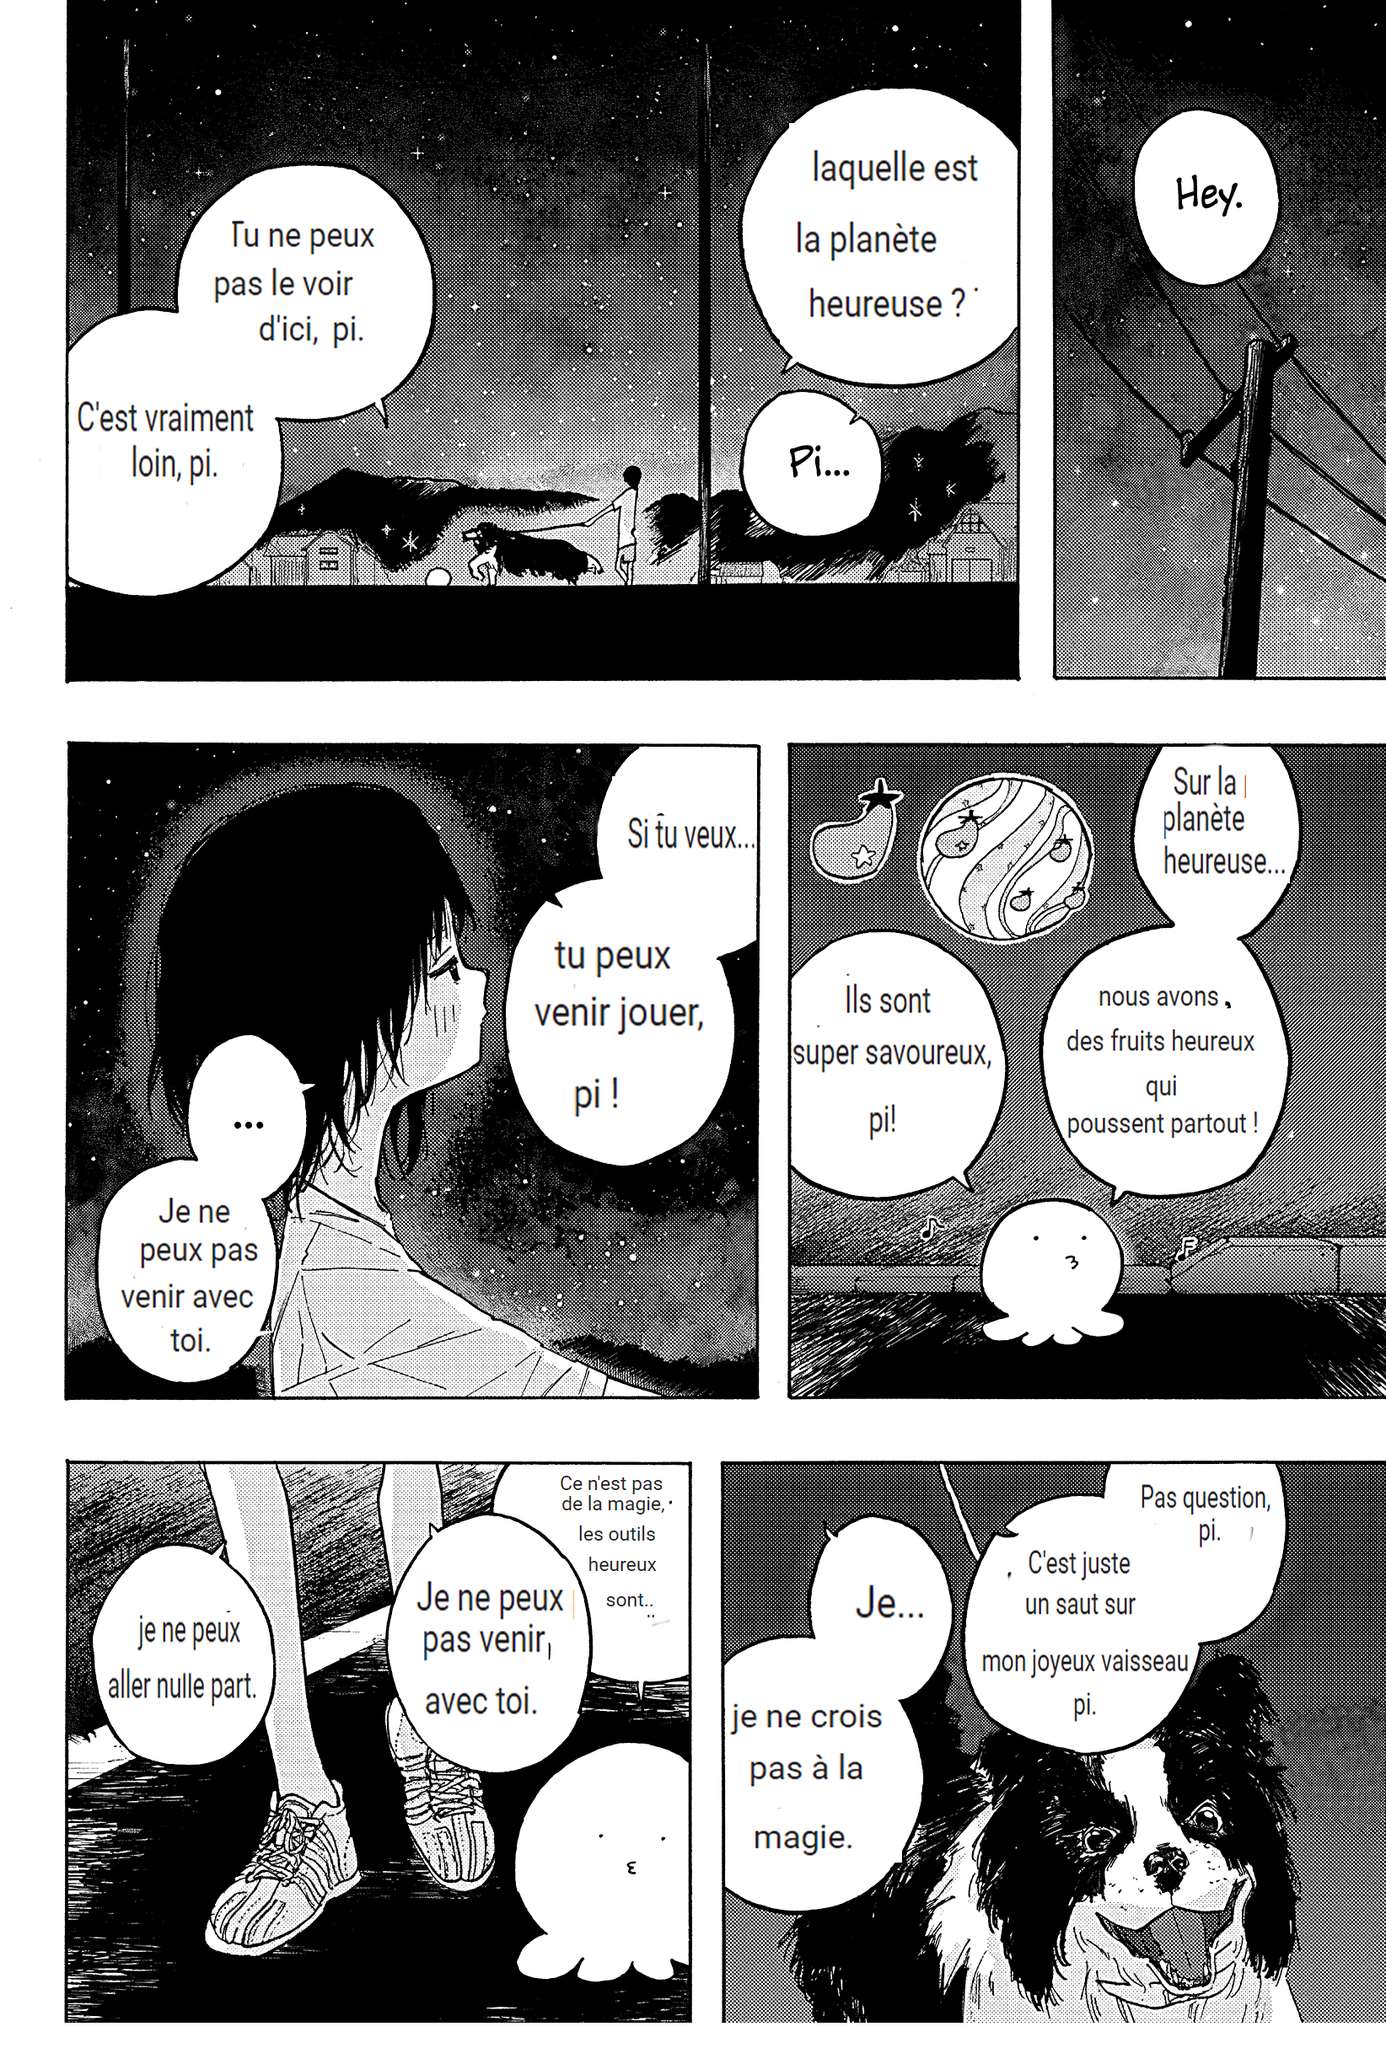 Hey.
laquelle est
la planète
heureuse ?
Pi...
Tu ne peux
pas le voir
d'ici, pi.
C'est vraiment
loin, pi.
Sur la
planète
heureuse...
nous avons
des fruits heureux
qui
poussent partout !
Ils sont
super savoureux,
pi!
Si tu veux...
tu peux
venir jouer,
pi !
...
Je ne
peux pas
venir avec
toi.
Pas question,
pi.
C'est juste
un saut sur
mon joyeux vaisseau
pi.
Je...
je ne crois
pas à la
magie.
Ce n'est pas
de la magie,
les outils
heureux
sont..
Je ne peux
pas venir,
avec toi.
je ne peux
aller nulle part.